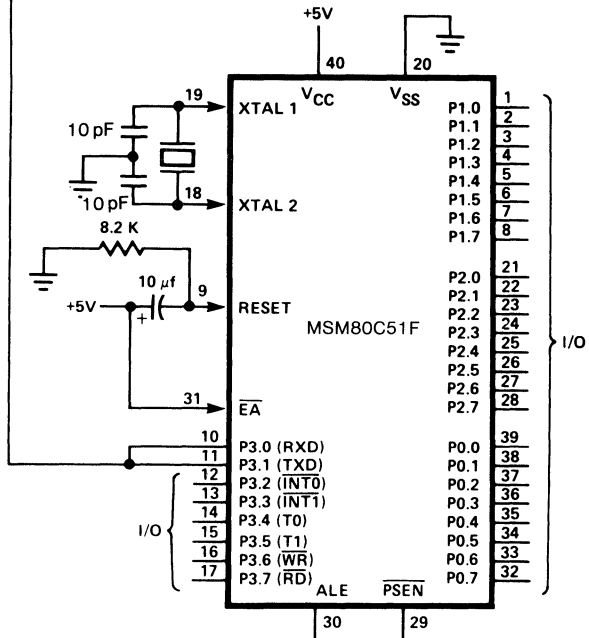 +5V
40 20
VCC VSS
19 XTAL 1
10 pF
10 pF
18 XTAL 2
8.2 K
10 µf
+5V
+
9 RESET
MSM80C51F
31 EA
10 P3.0 (RXD)
11 P3.1 (TXD)
12 P3.2 (INT0)
13 P3.3 (INT1)
14 P3.4 (T0)
15 P3.5 (T1)
16 P3.6 (WR)
17 P3.7 (RD)
I/O
P1.0 1
P1.1 2
P1.2 3
P1.3 4
P1.4 5
P1.5 6
P1.6 7
P1.7 8
P2.0 21
P2.1 22
P2.2 23
P2.3 24
P2.4 25
P2.5 26
P2.6 27
P2.7 28
P0.0 39
P0.1 38
P0.2 37
P0.3 36
P0.4 35
P0.5 34
P0.6 33
P0.7 32
I/O
ALE PSEN
30 29